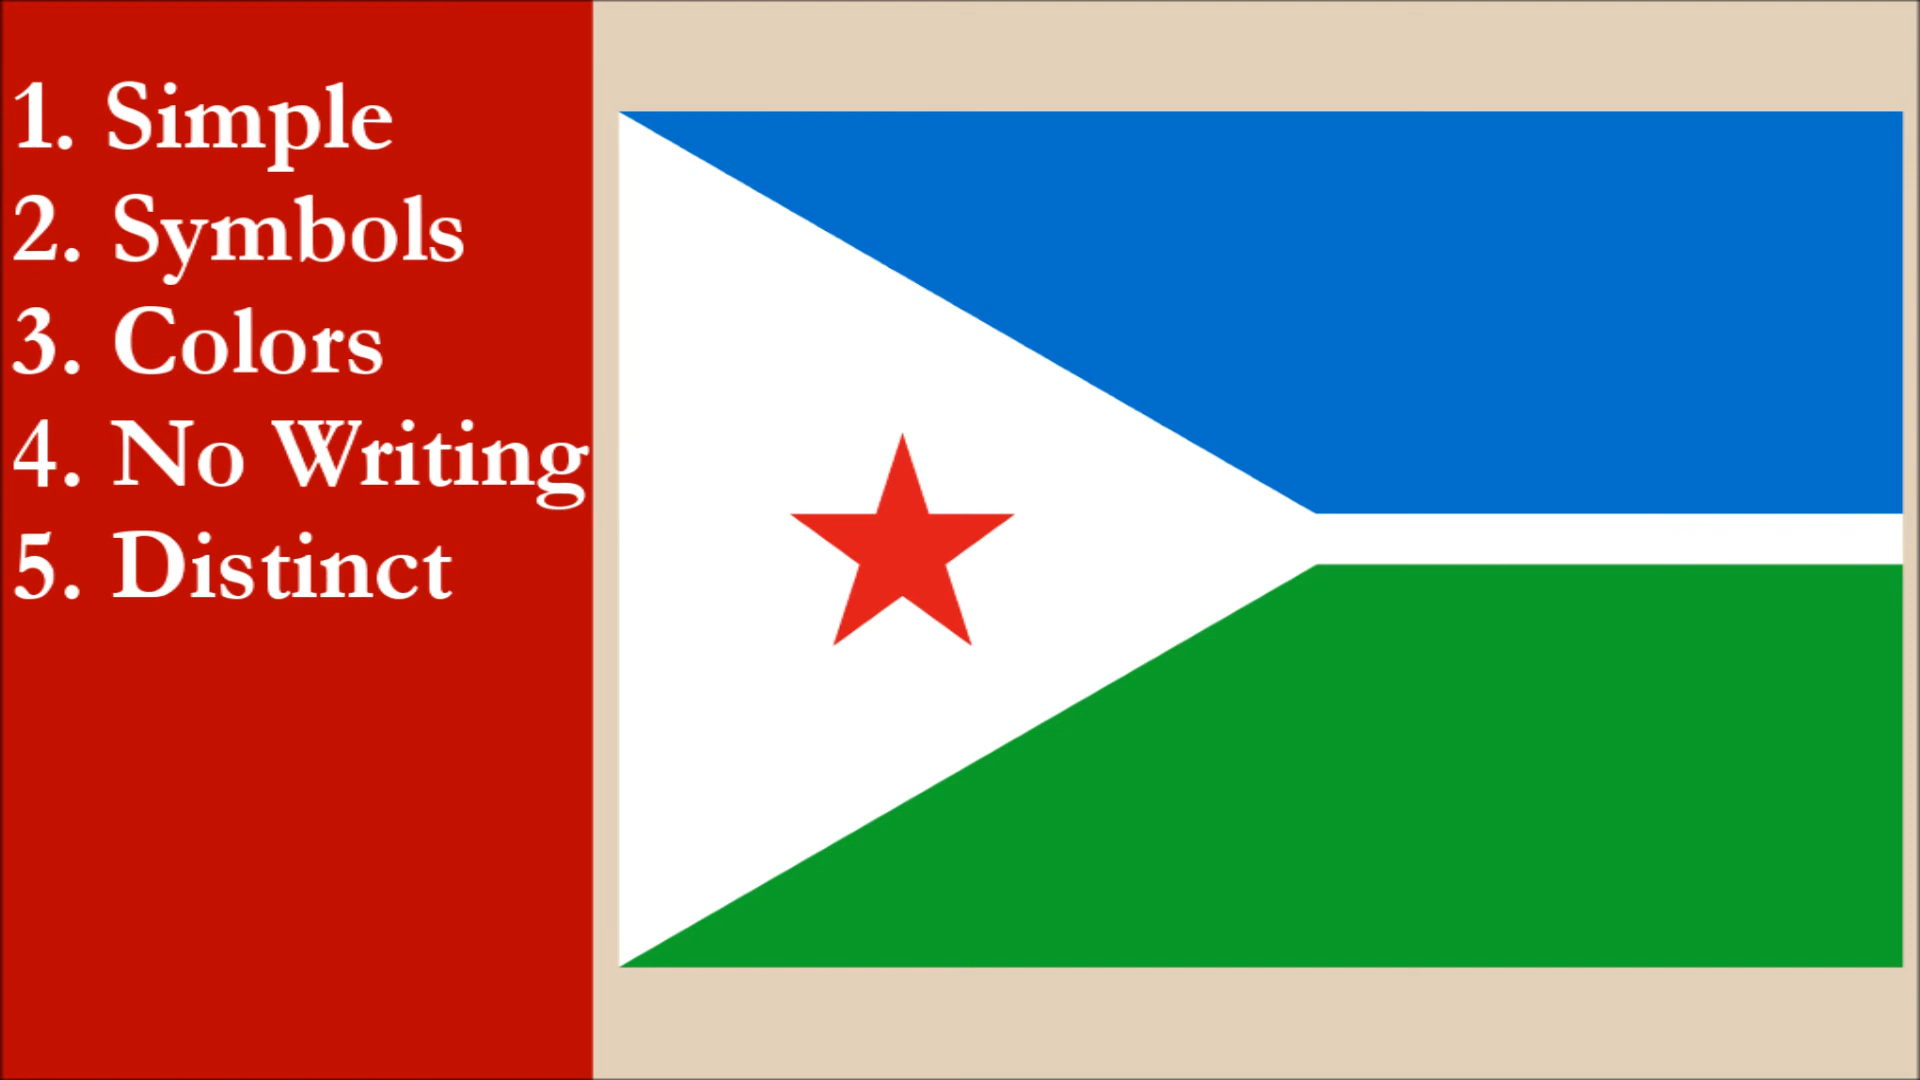 1. Simple
2. Symbols
3. Colors
4. No Writing
5. Distinct